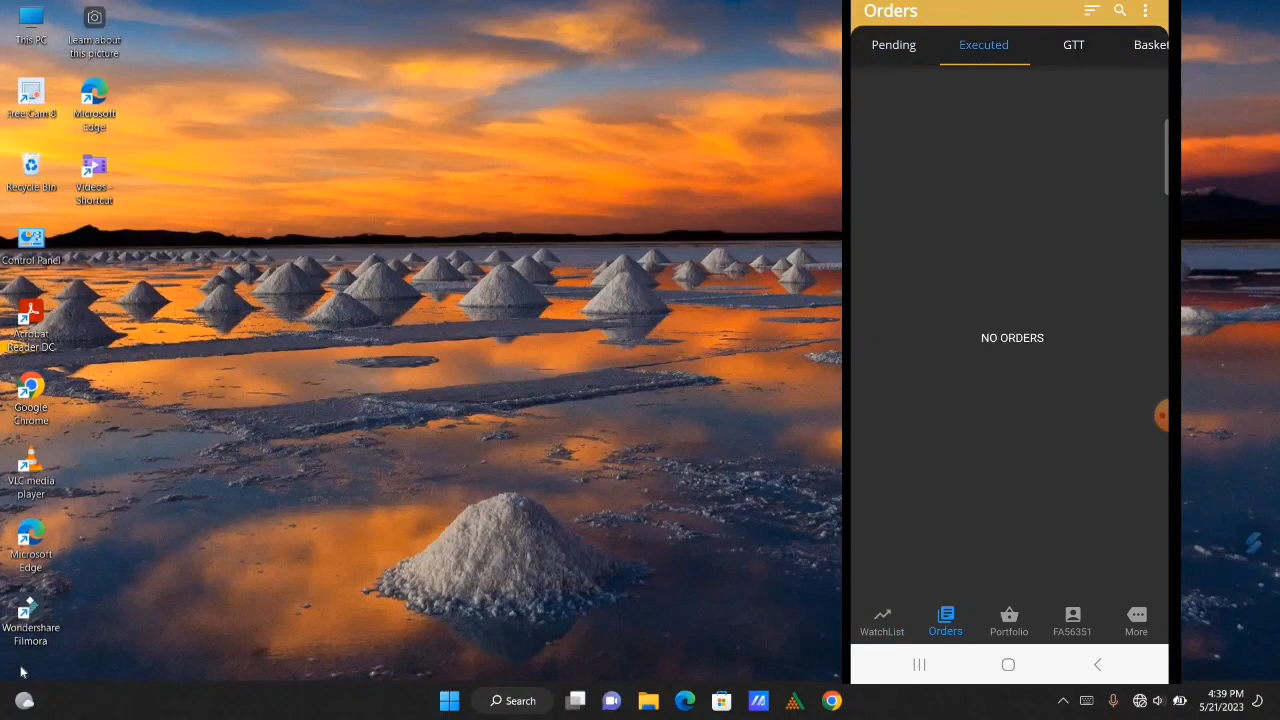 This PC
Learn about
this picture
Free Cam 8
Microsoft
Edge
Recycle Bin
Videos -
Shortcut
Control Panel
Acrobat
Reader DC
Google
Chrome
VLC media
player
Microsoft
Edge
Wondershare
Filmora
Orders
Pending
Executed
GTT
Basket
NO ORDERS
WatchList
Orders
Portfolio
FA56351
More
Search
4:39 PM
5/21/2023